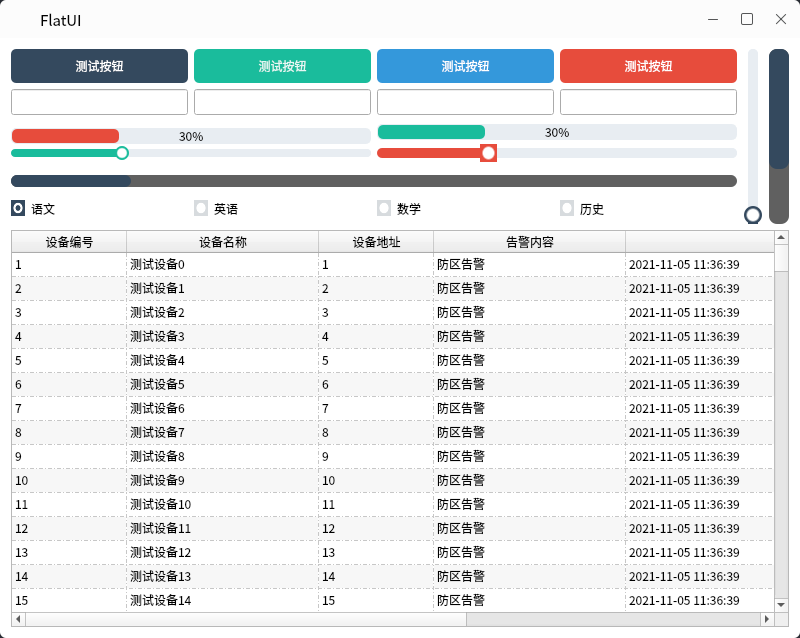 FlatUI
测试按钮 测试按钮 测试按钮 测试按钮
30% 30%
语文 英语 数学 历史
设备编号 设备名称 设备地址 告警内容
1 测试设备0 1 防区告警 2021-11-05 11:36:39
2 测试设备1 2 防区告警 2021-11-05 11:36:39
3 测试设备2 3 防区告警 2021-11-05 11:36:39
4 测试设备3 4 防区告警 2021-11-05 11:36:39
5 测试设备4 5 防区告警 2021-11-05 11:36:39
6 测试设备5 6 防区告警 2021-11-05 11:36:39
7 测试设备6 7 防区告警 2021-11-05 11:36:39
8 测试设备7 8 防区告警 2021-11-05 11:36:39
9 测试设备8 9 防区告警 2021-11-05 11:36:39
10 测试设备9 10 防区告警 2021-11-05 11:36:39
11 测试设备10 11 防区告警 2021-11-05 11:36:39
12 测试设备11 12 防区告警 2021-11-05 11:36:39
13 测试设备12 13 防区告警 2021-11-05 11:36:39
14 测试设备13 14 防区告警 2021-11-05 11:36:39
15 测试设备14 15 防区告警 2021-11-05 11:36:39